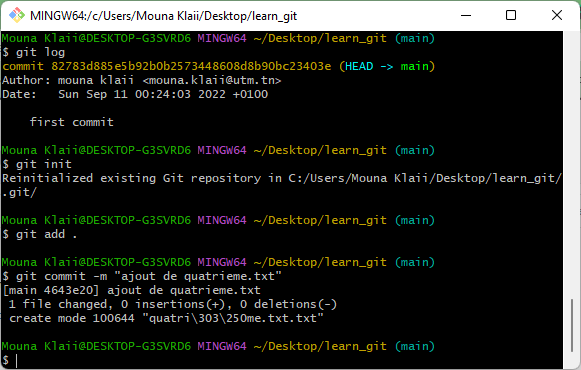 MINGW64:/c/Users/Mouna Klaii/Desktop/learn_git
Mouna Klaii@DESKTOP-G3SVRD6 MINGW64 ~/Desktop/learn_git (main)
$ git log
commit 82783d885e5b92b0b2573448608d8b90bc23403e (HEAD -> main)
Author: mouna klaii <mouna.klaii@utm.tn>
Date:   Sun Sep 11 00:24:03 2022 +0100
    first commit
Mouna Klaii@DESKTOP-G3SVRD6 MINGW64 ~/Desktop/learn_git (main)
$ git init
Reinitialized existing Git repository in C:/Users/Mouna Klaii/Desktop/learn_git/
.git/
Mouna Klaii@DESKTOP-G3SVRD6 MINGW64 ~/Desktop/learn_git (main)
$ git add .
Mouna Klaii@DESKTOP-G3SVRD6 MINGW64 ~/Desktop/learn_git (main)
$ git commit -m "ajout de quatrieme.txt"
[main 4643e20] ajout de quatrieme.txt
 1 file changed, 0 insertions(+), 0 deletions(-)
 create mode 100644 "quatri\303\250me.txt.txt"
Mouna Klaii@DESKTOP-G3SVRD6 MINGW64 ~/Desktop/learn_git (main)
$